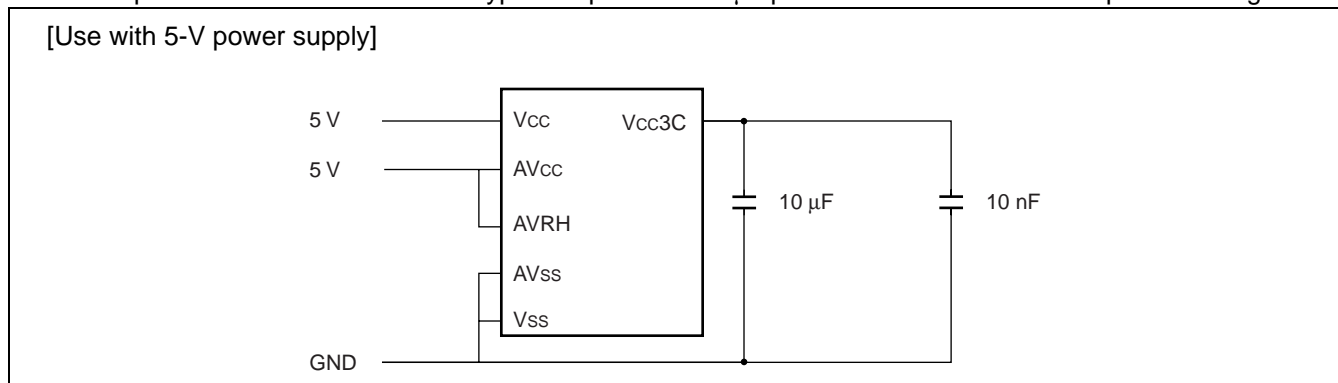 [Use with 5-V power supply]
5 V
Vcc
Vcc3C
5 V
AVcc
10 μF
10 nF
AVRH
AVss
Vss
GND